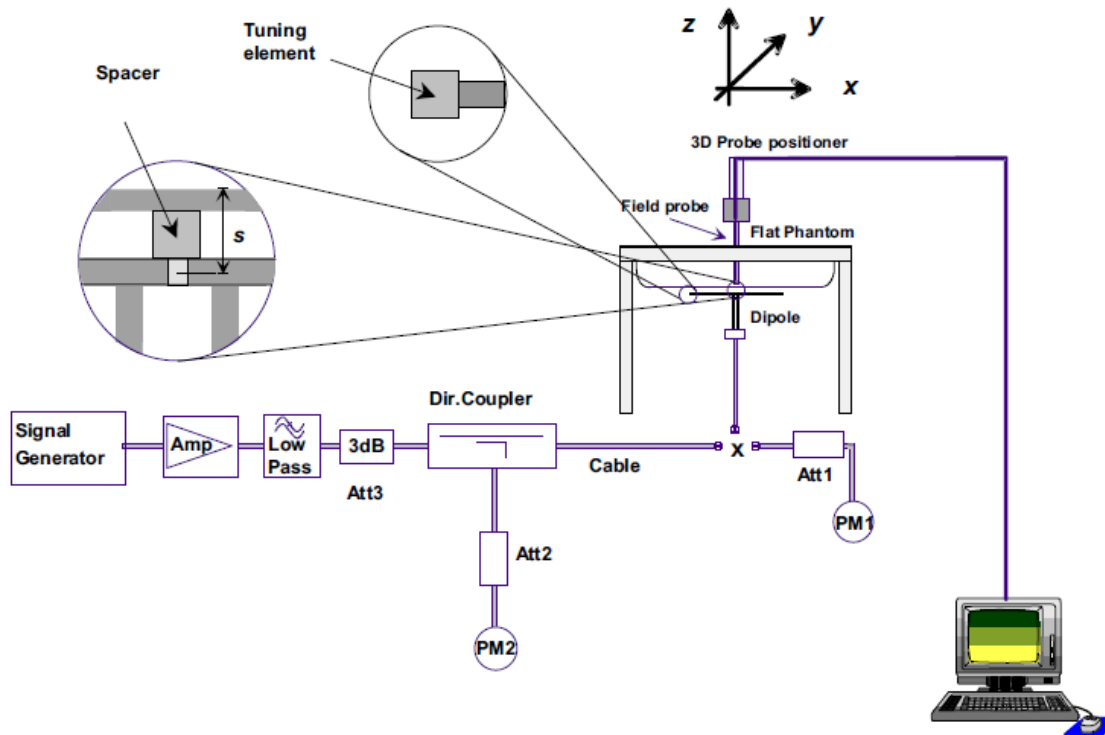 Tuning
element
Spacer
z
y
x
3D Probe positioner
Field probe
Flat Phantom
s
Dipole
Dir.Coupler
Signal
Generator
Amp
Low
Pass
3dB
Att3
Cable
X
Att1
PM1
Att2
PM2